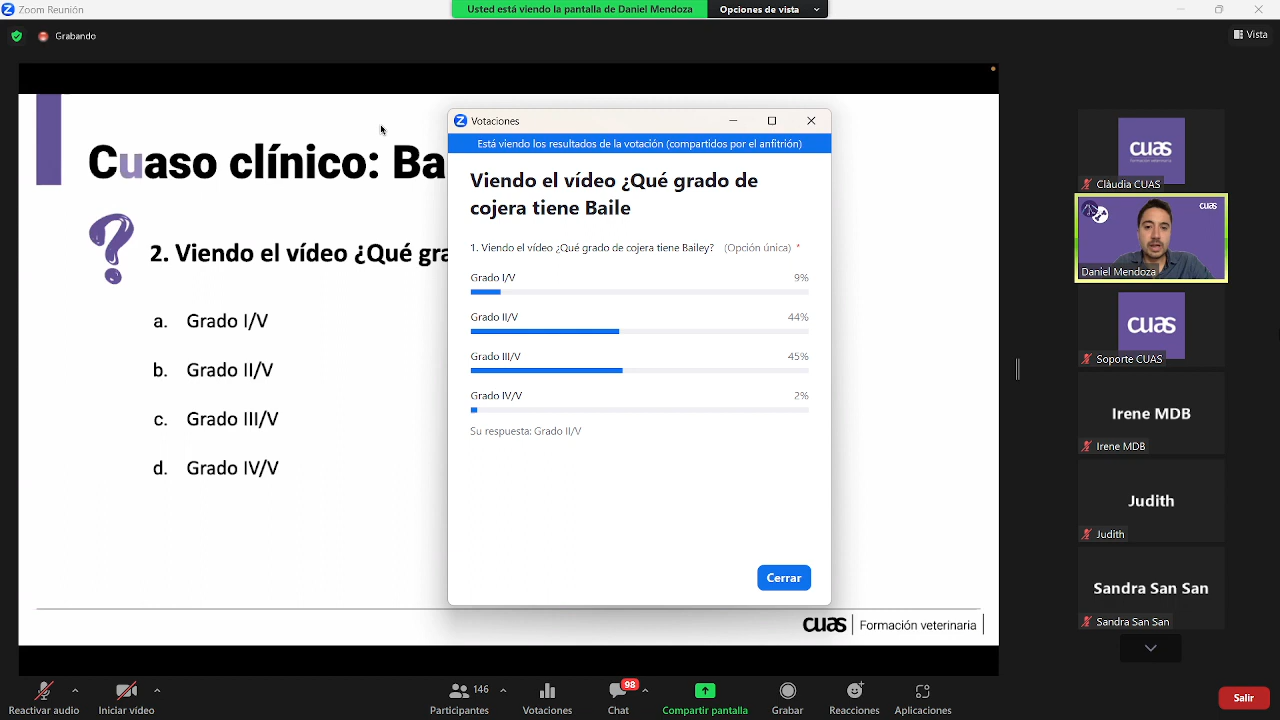 Zoom Reunión
Usted está viendo la pantalla de Daniel Mendoza
Opciones de vista
Grabando
Vista
Cuaso clínico: Ba
2. Viendo el vídeo ¿Qué gra
a. Grado I/V
b. Grado II/V
c. Grado III/V
d. Grado IV/V
cuas | Formación veterinaria
Votaciones
Está viendo los resultados de la votación (compartidos por el anfitrión)
Viendo el vídeo ¿Qué grado de
cojera tiene Baile
1. Viendo el vídeo ¿Qué grado de cojera tiene Bailey? (Opción única) *
Grado I/V 9%
Grado II/V 44%
Grado III/V 45%
Grado IV/V 2%
Su respuesta: Grado II/V
Cerrar
cuas
Formación veterinaria
Clàudia CUAS
cuas
Daniel Mendoza
cuas
Soporte CUAS
Irene MDB
Irene MDB
Judith
Judith
Sandra San San
Sandra San San
Reactivar audio
Iniciar vídeo
146
Participantes
Votaciones
98
Chat
Compartir pantalla
Grabar
Reacciones
Aplicaciones
Salir